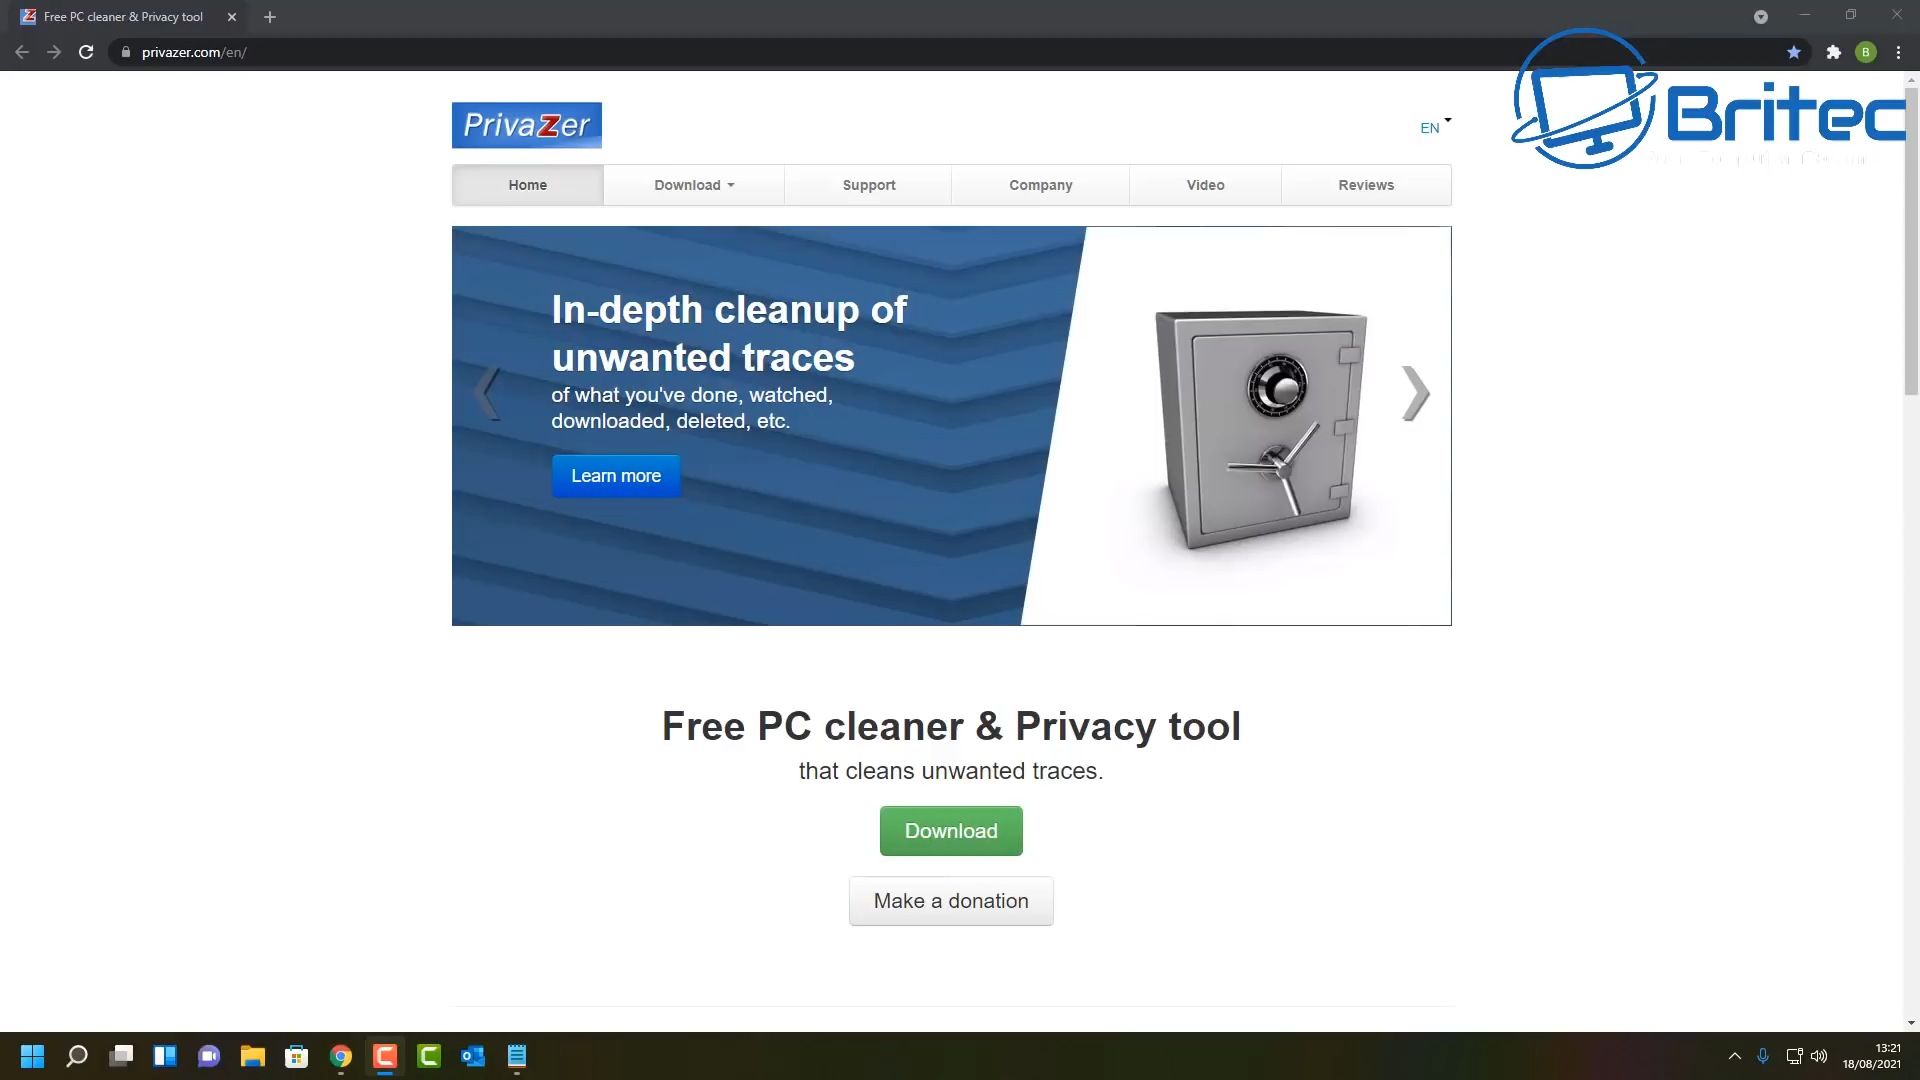 Free PC cleaner & Privacy tool
privazer.com/en/
B
Britec
PrivaZer
EN
Home
Download
Support
Company
Video
Reviews
In-depth cleanup of
unwanted traces
of what you've done, watched,
downloaded, deleted, etc.
Learn more
Free PC cleaner & Privacy tool
that cleans unwanted traces.
Download
Make a donation
13:21
18/08/2021